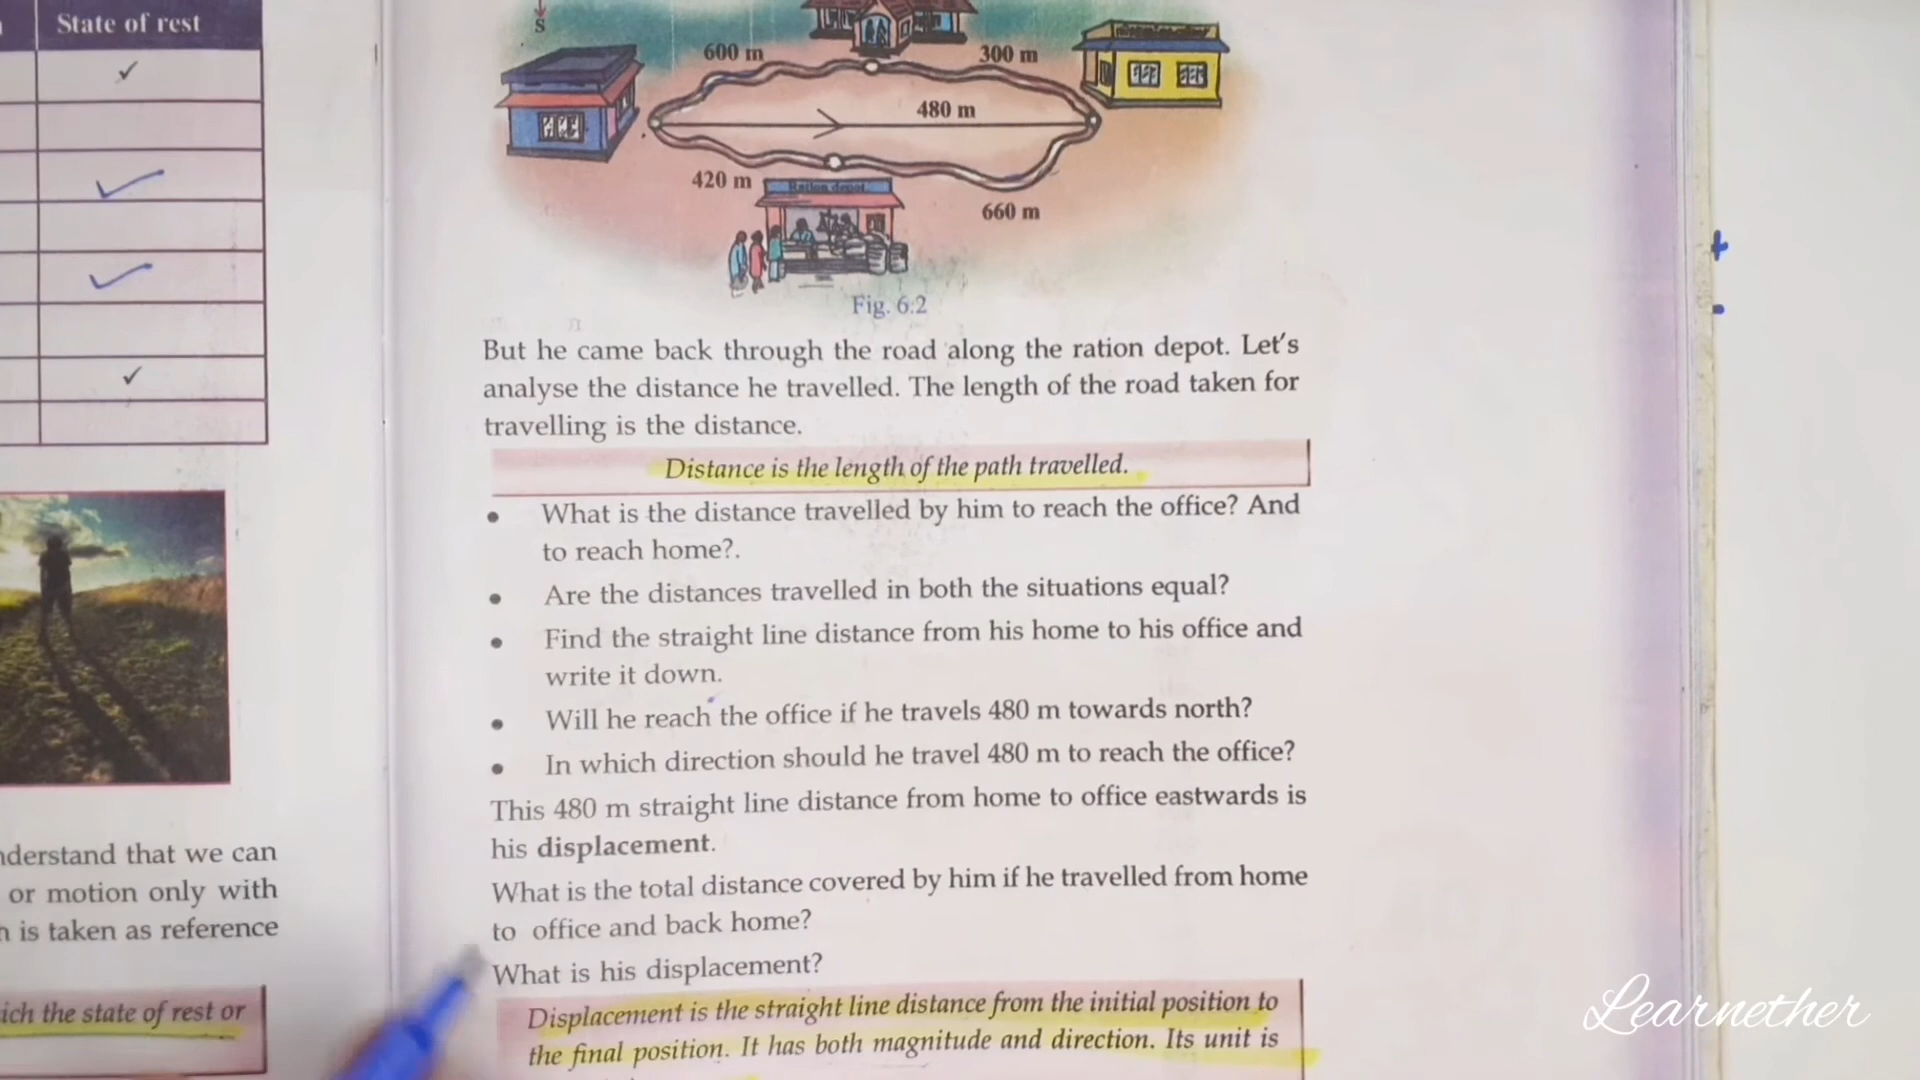 State of rest
S
600 m
300 m
480 m
420 m
Ration depot
660 m
Fig. 6.2
But he came back through the road along the ration depot. Let's
analyse the distance he travelled. The length of the road taken for
travelling is the distance.
Distance is the length of the path travelled.
What is the distance travelled by him to reach the office? And
to reach home?.
Are the distances travelled in both the situations equal?
Find the straight line distance from his home to his office and
write it down.
Will he reach the office if he travels 480 m towards north?
In which direction should he travel 480 m to reach the office?
This 480 m straight line distance from home to office eastwards is
his displacement.
What is the total distance covered by him if he travelled from home
to office and back home?
What is his displacement?
Displacement is the straight line distance from the initial position to
the final position. It has both magnitude and direction. Its unit is
that we can
or motion only with
is taken as reference
the state of rest or
Learnether